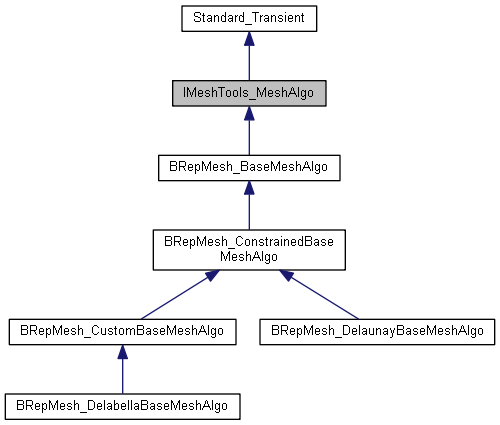 Standard_Transient
IMeshTools_MeshAlgo
BRepMesh_BaseMeshAlgo
BRepMesh_ConstrainedBase
MeshAlgo
BRepMesh_CustomBaseMeshAlgo
BRepMesh_DelaunayBaseMeshAlgo
BRepMesh_DelabellaBaseMeshAlgo